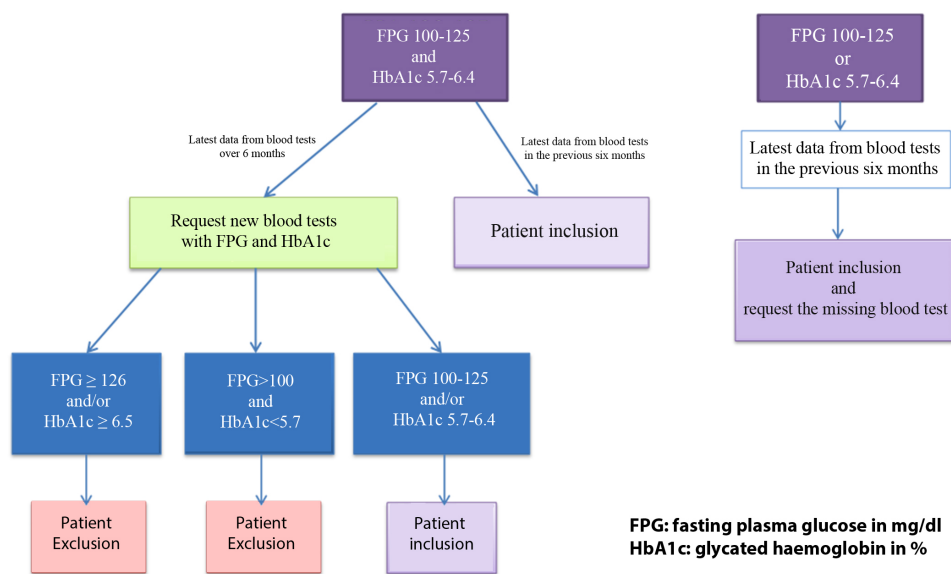 FPG 100-125
and
HbA1c 5.7-6.4
Latest data from blood tests
over 6 months
Latest data from blood tests
in the previous six months
Request new blood tests
with FPG and HbA1c
Patient inclusion
FPG ≥ 126
and/or
HbA1c ≥ 6.5
FPG>100
and
HbA1c<5.7
FPG 100-125
and/or
HbA1c 5.7-6.4
Patient
Exclusion
Patient
Exclusion
Patient
inclusion
FPG 100-125
or
HbA1c 5.7-6.4
Latest data from blood tests
in the previous six months
Patient inclusion
and
request the missing blood test
FPG: fasting plasma glucose in mg/dl
HbA1c: glycated haemoglobin in %